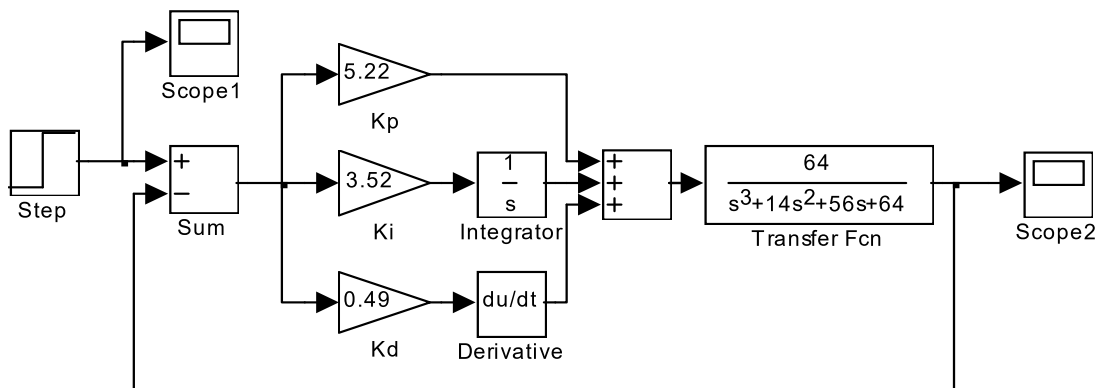 Scope1
5.22
Kp
Step
+
−
Sum
3.52
Ki
1
s
Integrator
+
+
+
64
s³+14s²+56s+64
Transfer Fcn
Scope2
0.49
Kd
du/dt
Derivative